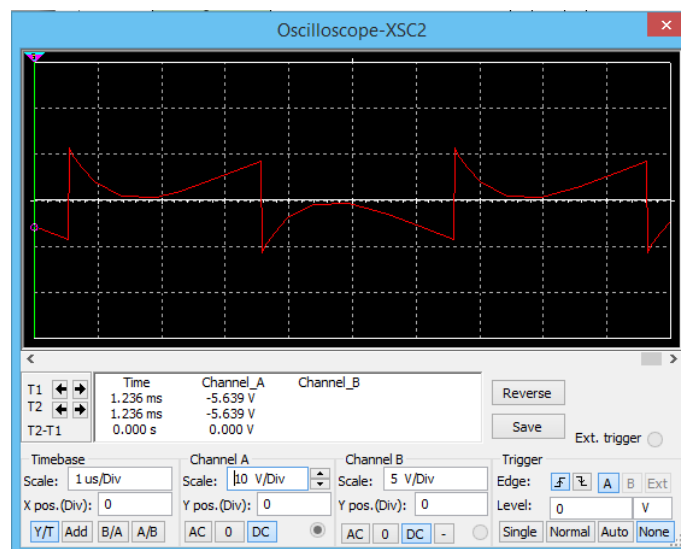 Oscilloscope-XSC2
×
Time Channel_A Channel_B
T1 1.236 ms -5.639 V
T2 1.236 ms -5.639 V
T2-T1 0.000 s 0.000 V
Reverse
Save
Ext. trigger
Timebase
Scale: 1 us/Div
X pos.(Div): 0
Y/T Add B/A A/B
Channel A
Scale: 10 V/Div
Y pos.(Div): 0
AC 0 DC
Channel B
Scale: 5 V/Div
Y pos.(Div): 0
AC 0 DC -
Trigger
Edge: A B Ext
Level: 0 V
Single Normal Auto None